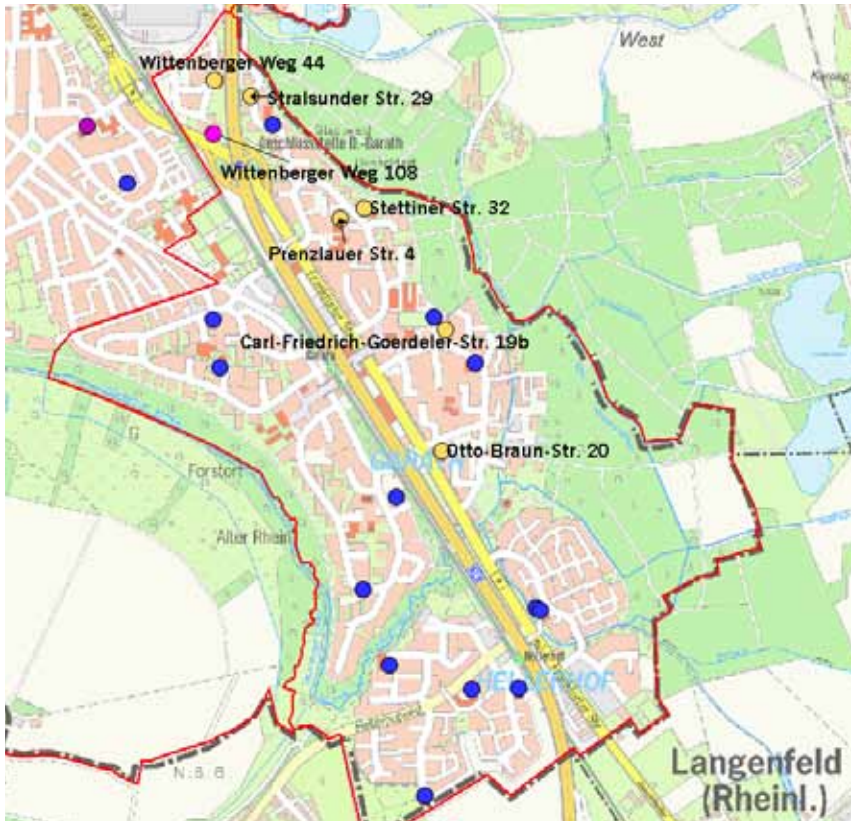 West
Wittenberger Weg 44
Stralsunder Str. 29
Wittenberger Weg 108
Stettiner Str. 32
Prenzlauer Str. 4
Carl-Friedrich-Goerdeler-Str. 19b
Otto-Braun-Str. 20
Forstort
Alter Rhein
Langenfeld
(Rheinl.)